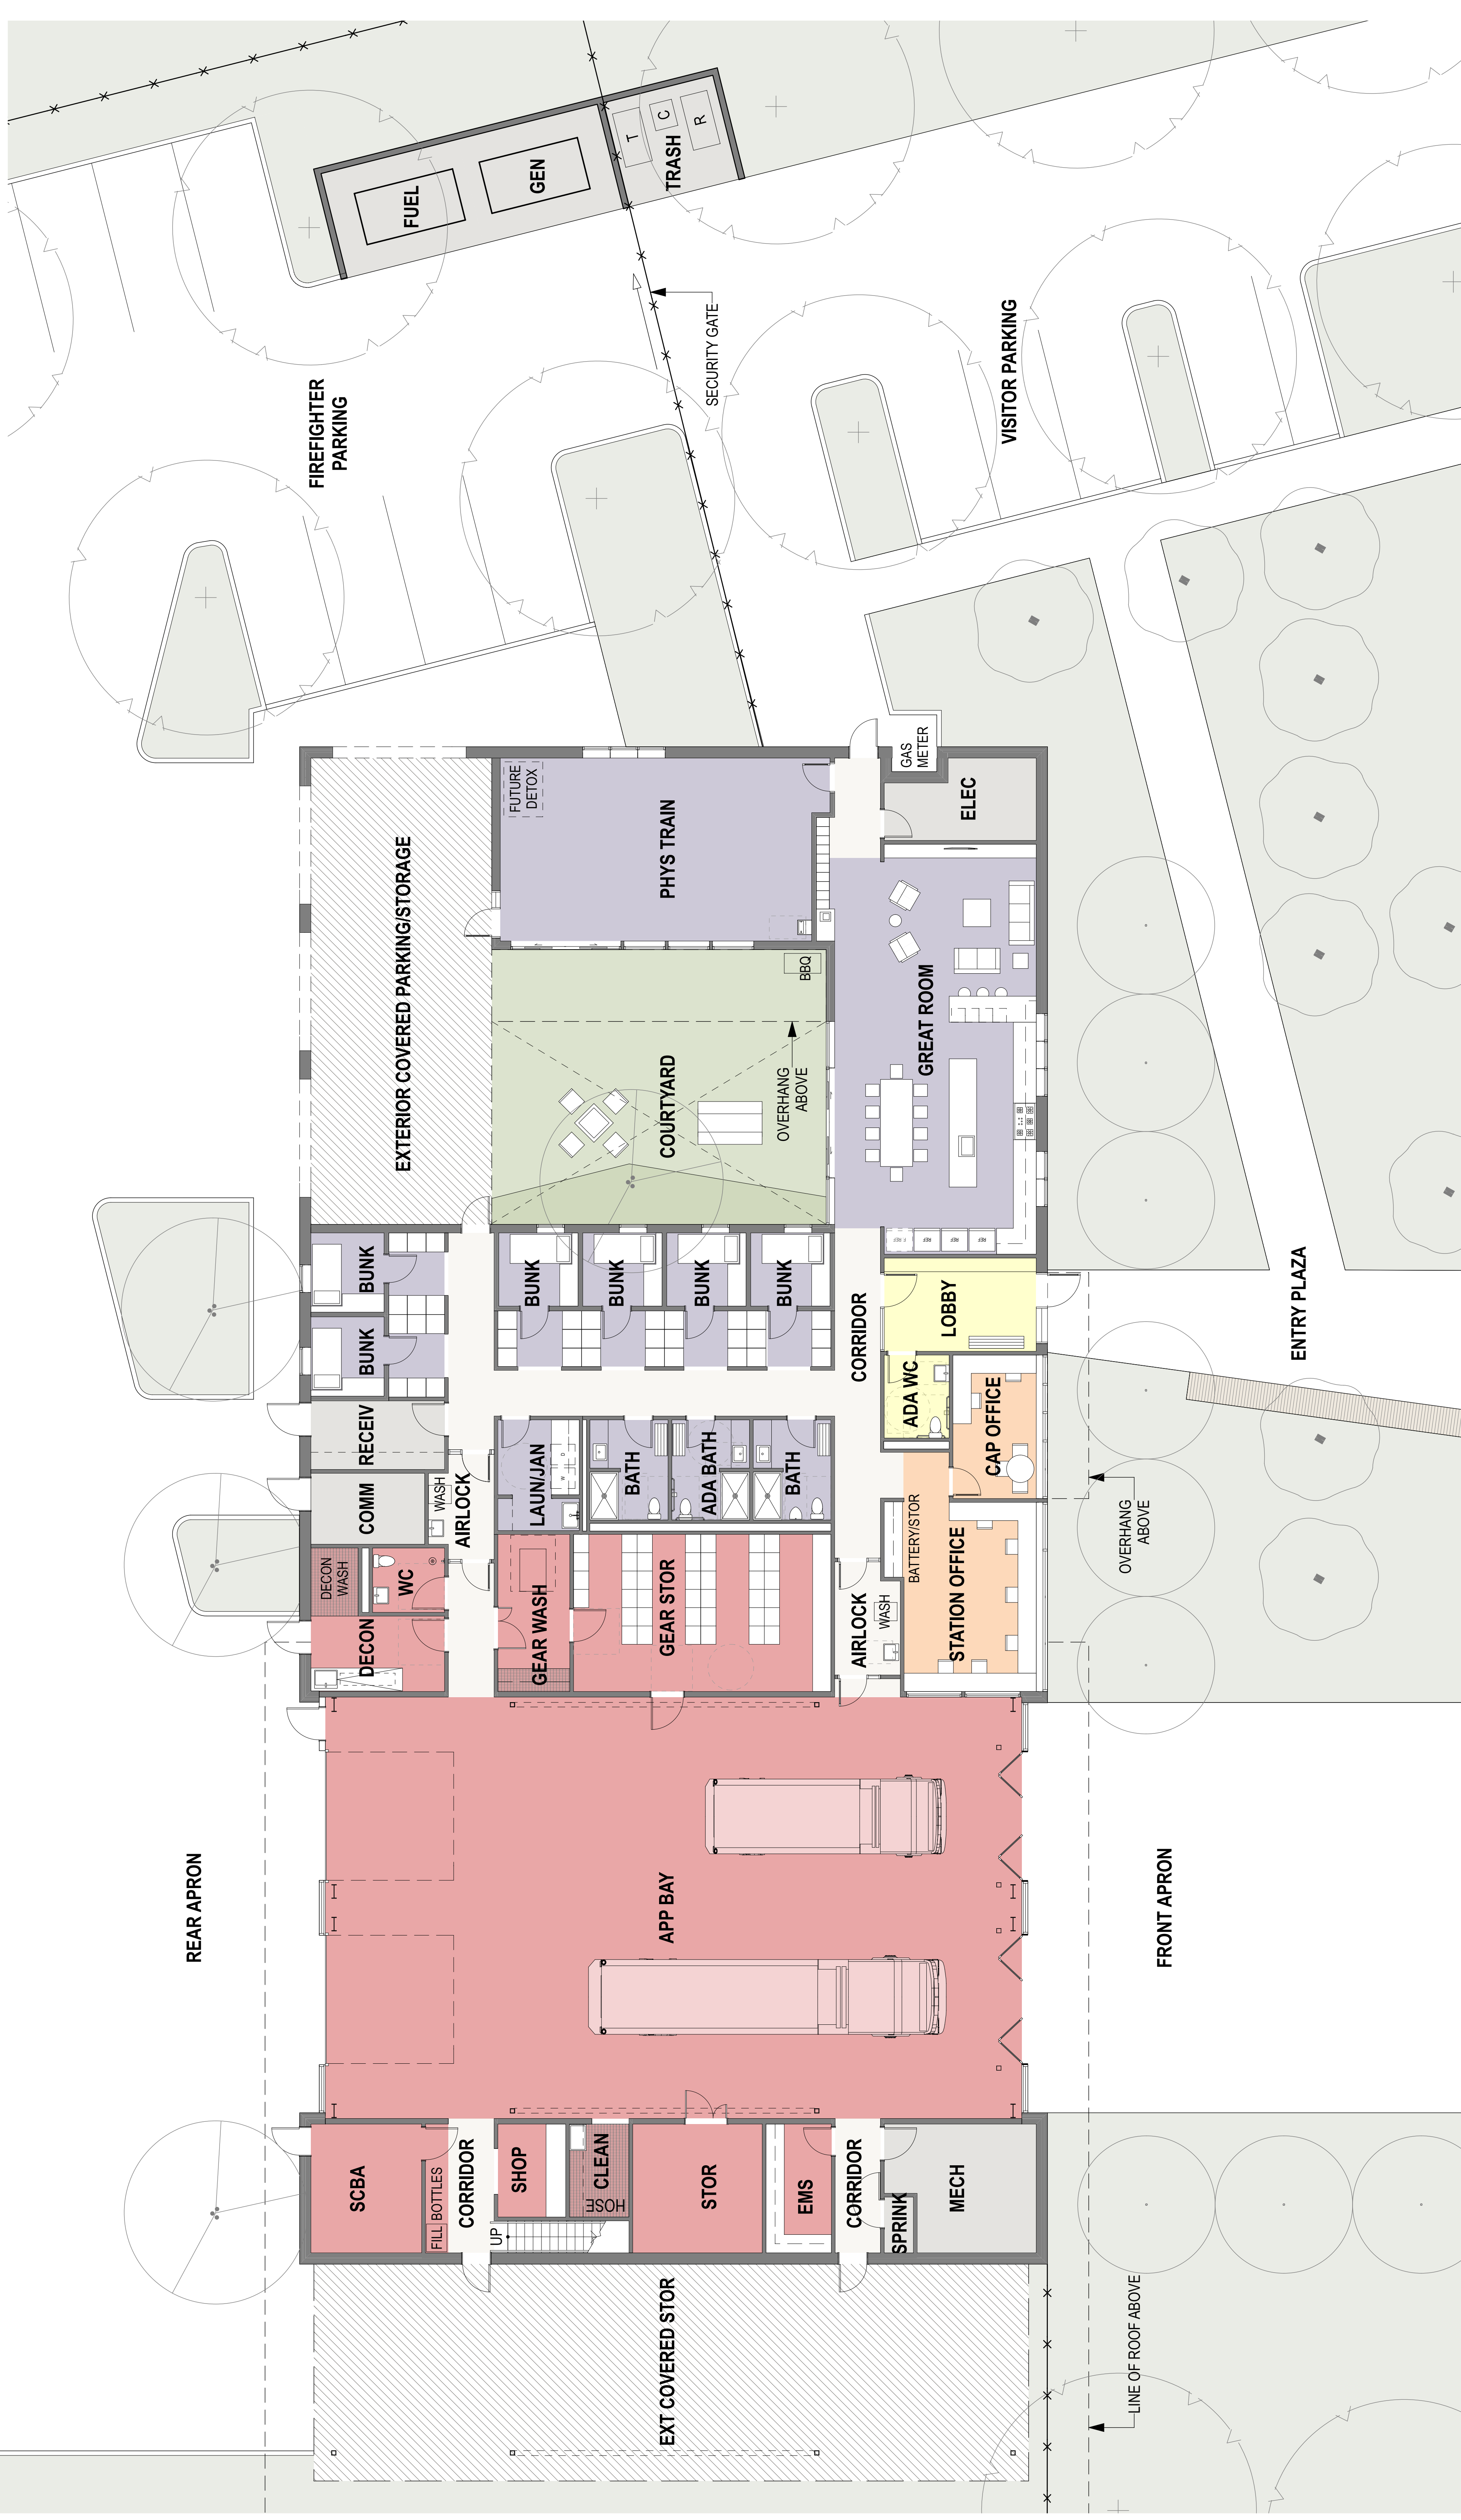 T
C
R
TRASH
GEN
FUEL
SECURITY GATE
FIREFIGHTER
PARKING
VISITOR PARKING
GAS
METER
FUTURE
DETOX
PHYS TRAIN
ELEC
EXTERIOR COVERED PARKING/STORAGE
BBQ
GREAT ROOM
COURTYARD
OVERHANG
ABOVE
REF
REF
REF
REF
BUNK
BUNK
BUNK
BUNK
BUNK
BUNK
LOBBY
CORRIDOR
ENTRY PLAZA
ADA WC
CAP OFFICE
RECEIV
COMM
WASH
AIRLOCK
LAUN/JAN
W
D
BATH
ADA BATH
BATH
OVERHANG
ABOVE
BATTERY/STOR
STATION OFFICE
DECON
WASH
WC
DECON
GEAR WASH
GEAR STOR
AIRLOCK
WASH
REAR APRON
APP BAY
FRONT APRON
SCBA
FILL BOTTLES
CORRIDOR
UP
SHOP
CLEAN
HOSE
STOR
EMS
CORRIDOR
SPRINK
MECH
EXT COVERED STOR
LINE OF ROOF ABOVE